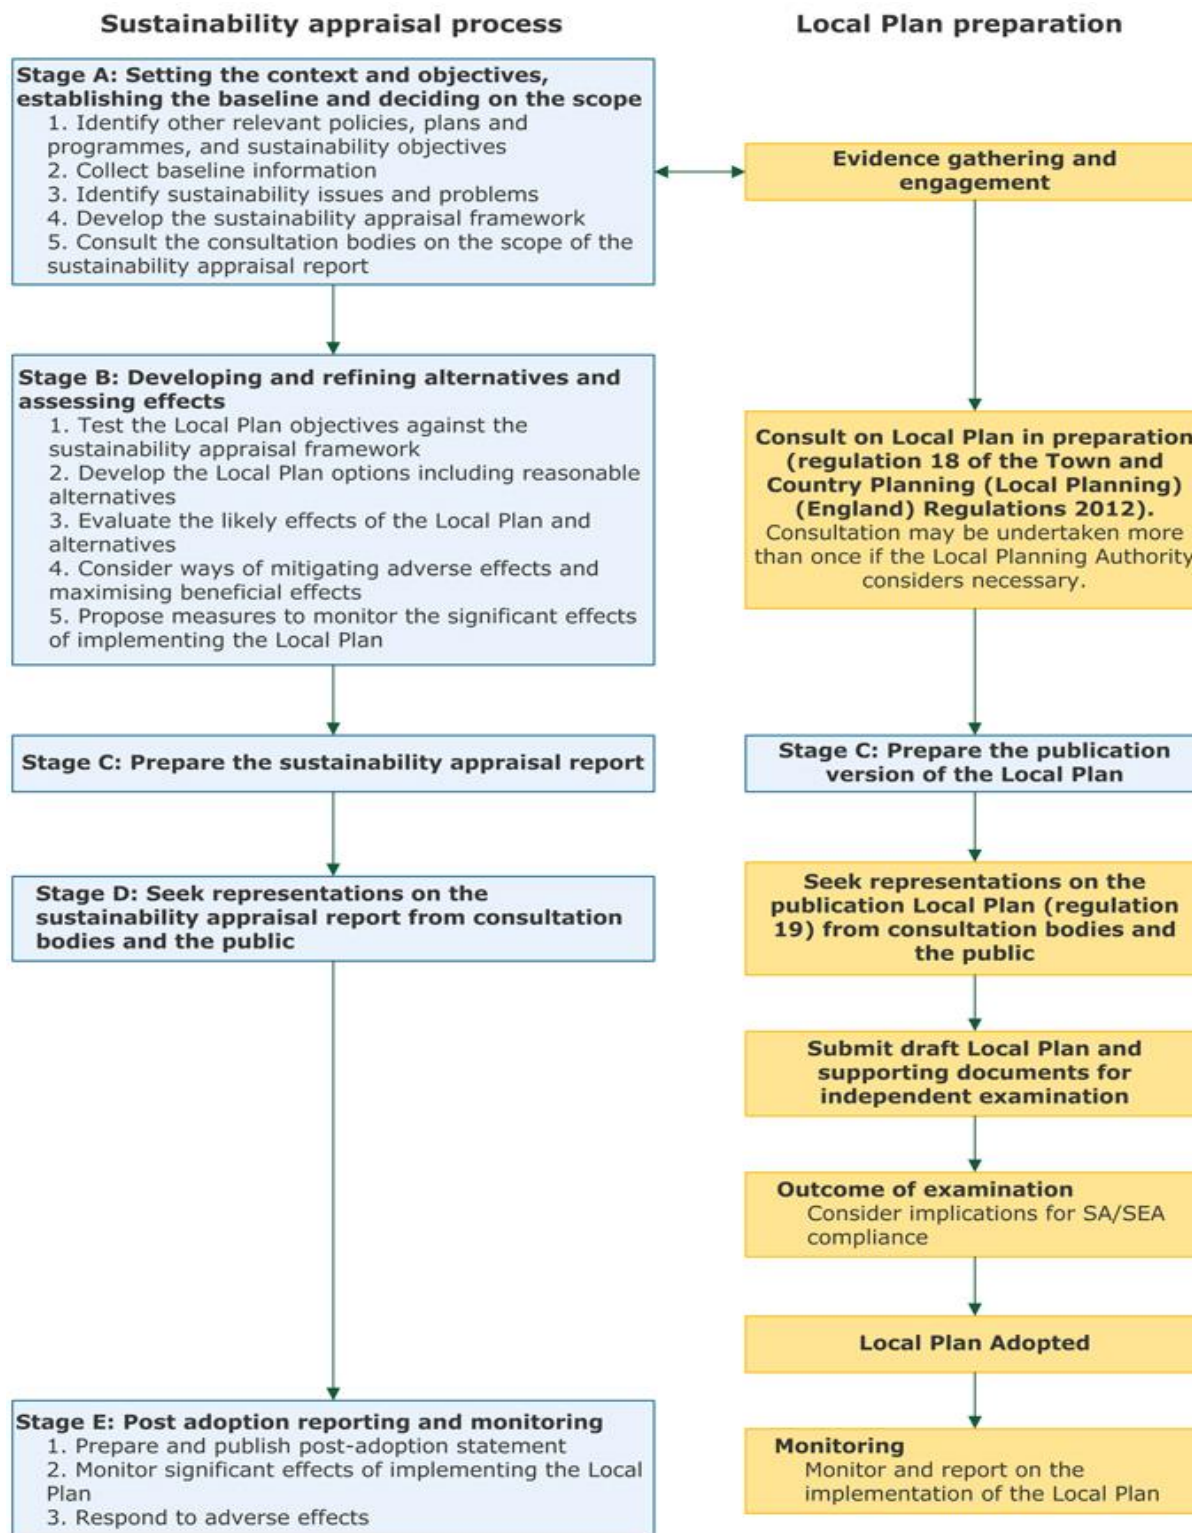 Sustainability appraisal process
Stage A: Setting the context and objectives,
establishing the baseline and deciding on the scope
1. Identify other relevant policies, plans and
programmes, and sustainability objectives
2. Collect baseline information
3. Identify sustainability issues and problems
4. Develop the sustainability appraisal framework
5. Consult the consultation bodies on the scope of the
sustainability appraisal report
Stage B: Developing and refining alternatives and
assessing effects
1. Test the Local Plan objectives against the
sustainability appraisal framework
2. Develop the Local Plan options including reasonable
alternatives
3. Evaluate the likely effects of the Local Plan and
alternatives
4. Consider ways of mitigating adverse effects and
maximising beneficial effects
5. Propose measures to monitor the significant effects
of implementing the Local Plan
Stage C: Prepare the sustainability appraisal report
Stage D: Seek representations on the
sustainability appraisal report from consultation
bodies and the public
Stage E: Post adoption reporting and monitoring
1. Prepare and publish post-adoption statement
2. Monitor significant effects of implementing the Local
Plan
3. Respond to adverse effects
Local Plan preparation
Evidence gathering and
engagement
Consult on Local Plan in preparation
(regulation 18 of the Town and
Country Planning (Local Planning)
(England) Regulations 2012).
Consultation may be undertaken more
than once if the Local Planning Authority
considers necessary.
Stage C: Prepare the publication
version of the Local Plan
Seek representations on the
publication Local Plan (regulation
19) from consultation bodies and
the public
Submit draft Local Plan and
supporting documents for
independent examination
Outcome of examination
Consider implications for SA/SEA
compliance
Local Plan Adopted
Monitoring
Monitor and report on the
implementation of the Local Plan